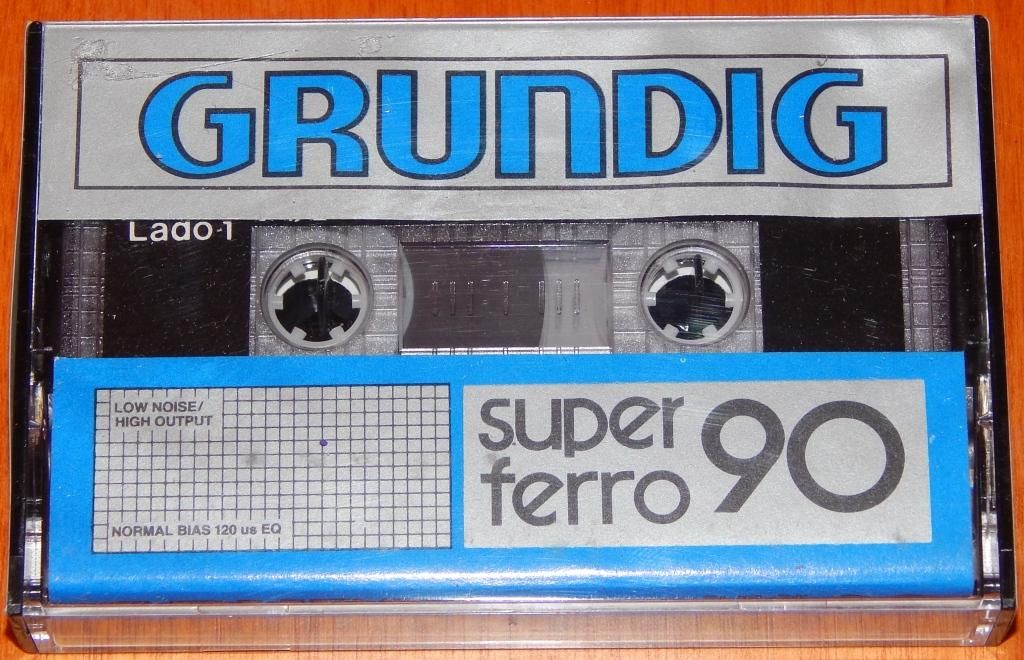 GRUNDIG
Lado 1
LOW NOISE/
HIGH OUTPUT
NORMAL BIAS 120 us EQ
super
ferro
90